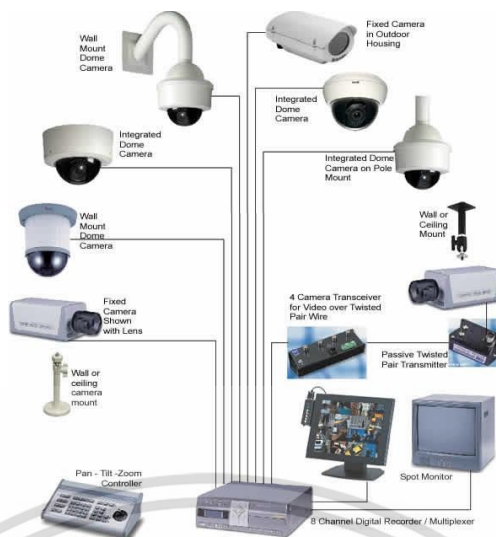 Wall
Mount
Dome
Camera
Fixed Camera
in Outdoor
Housing
Integrated
Dome
Camera
Integrated
Dome
Camera
Integrated Dome
Camera on Pole
Mount
Wall
Mount
Dome
Camera
Wall or
Ceiling
Mount
Fixed
Camera
Shown
with Lens
4 Camera Transceiver
for Video over Twisted
Pair Wire
Passive Twisted
Pair Transmitter
Wall or
ceiling
camera
mount
Pan - Tilt -Zoom
Controller
Spot Monitor
8 Channel Digital Recorder / Multiplexer